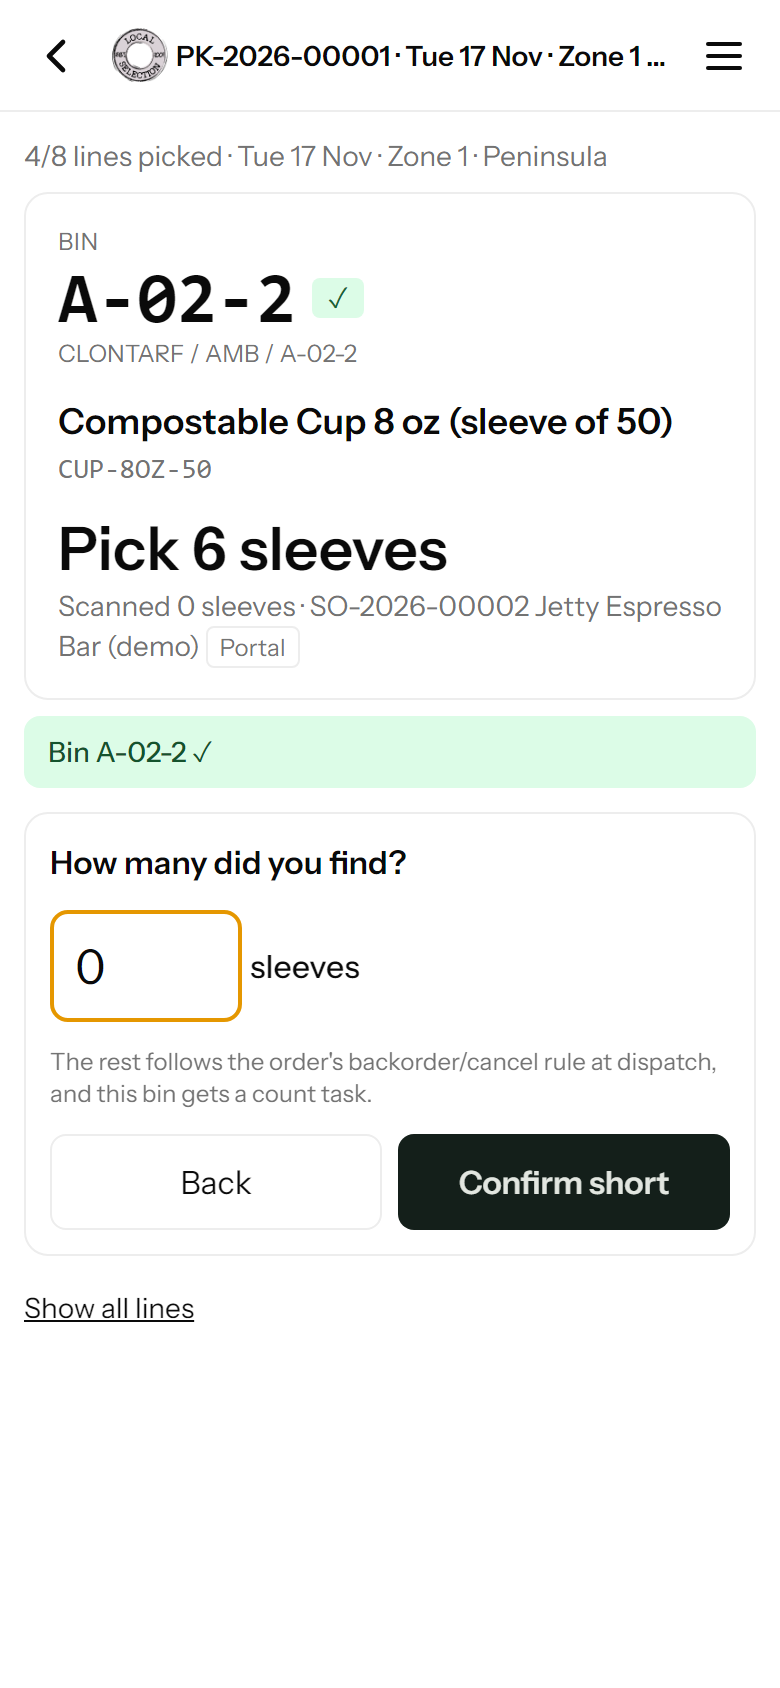 LOCAL
SELECTION
PK-2026-00001 · Tue 17 Nov · Zone 1 ...
4/8 lines picked · Tue 17 Nov · Zone 1 · Peninsula
BIN
A-02-2 ✓
CLONTARF / AMB / A-02-2
Compostable Cup 8 oz (sleeve of 50)
CUP-8OZ-50
Pick 6 sleeves
Scanned 0 sleeves · SO-2026-00002 Jetty Espresso
Bar (demo) Portal
Bin A-02-2 ✓
How many did you find?
0 sleeves
The rest follows the order's backorder/cancel rule at dispatch,
and this bin gets a count task.
Back
Confirm short
Show all lines